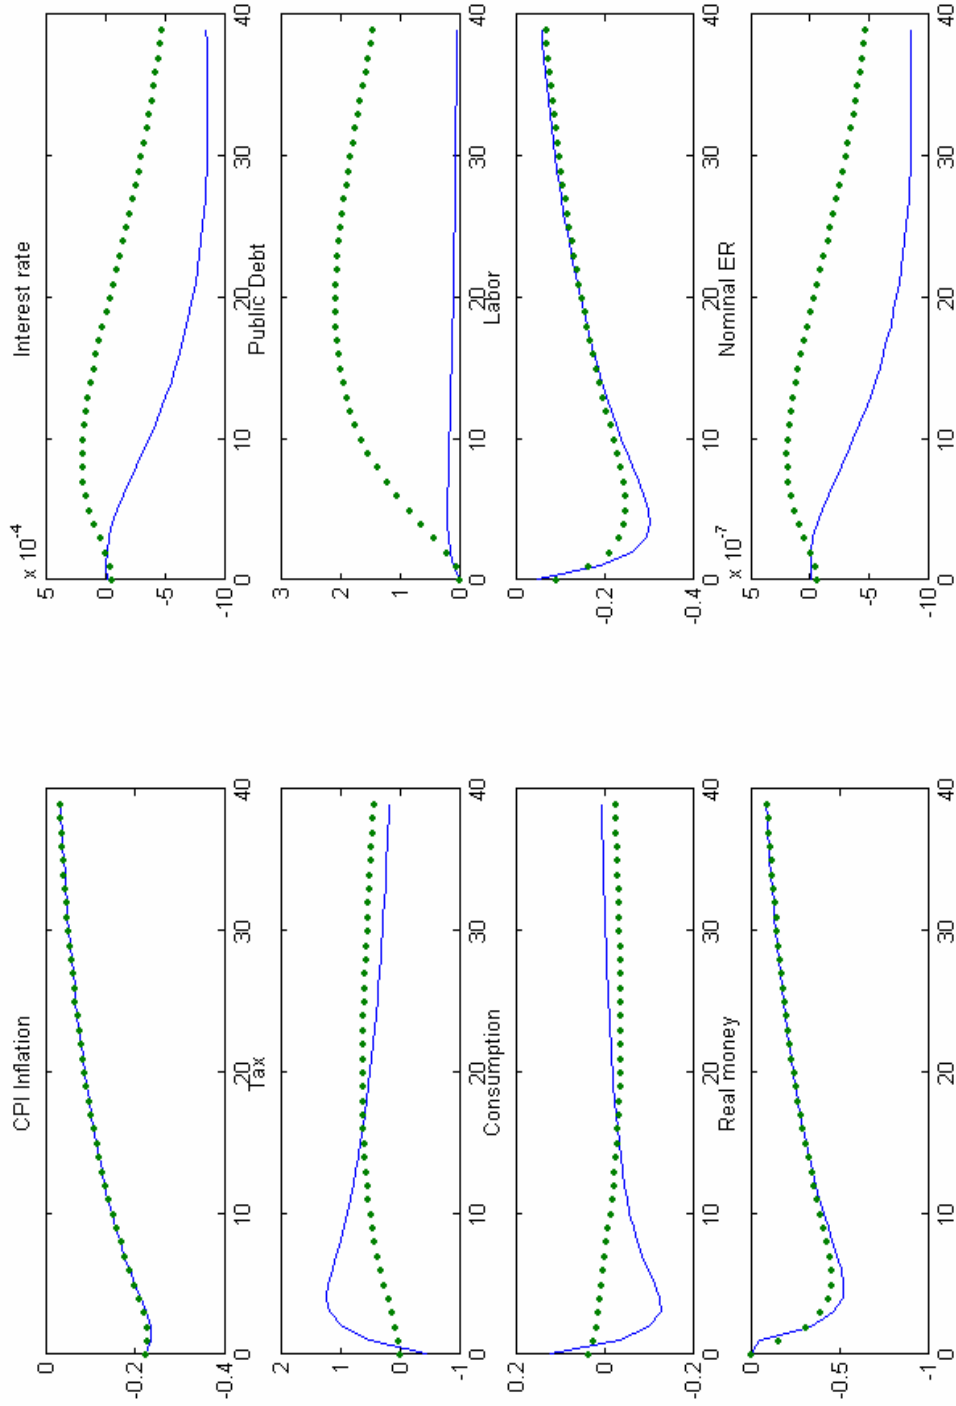 CPI Inflation
0
-0.2
-0.4
0 10 20 30 40
Interest rate
x 10-4
5
0
-5
-10
0 10 20 30 40
Tax
2
1
0
-1
0 10 20 30 40
Public Debt
3
2
1
0
0 10 20 30 40
Consumption
0.2
0
-0.2
0 10 20 30 40
Labor
0
-0.2
-0.4
0 10 20 30 40
Real money
0
-0.5
-1
0 10 20 30 40
Nominal ER
x 10-7
5
0
-5
-10
0 10 20 30 40